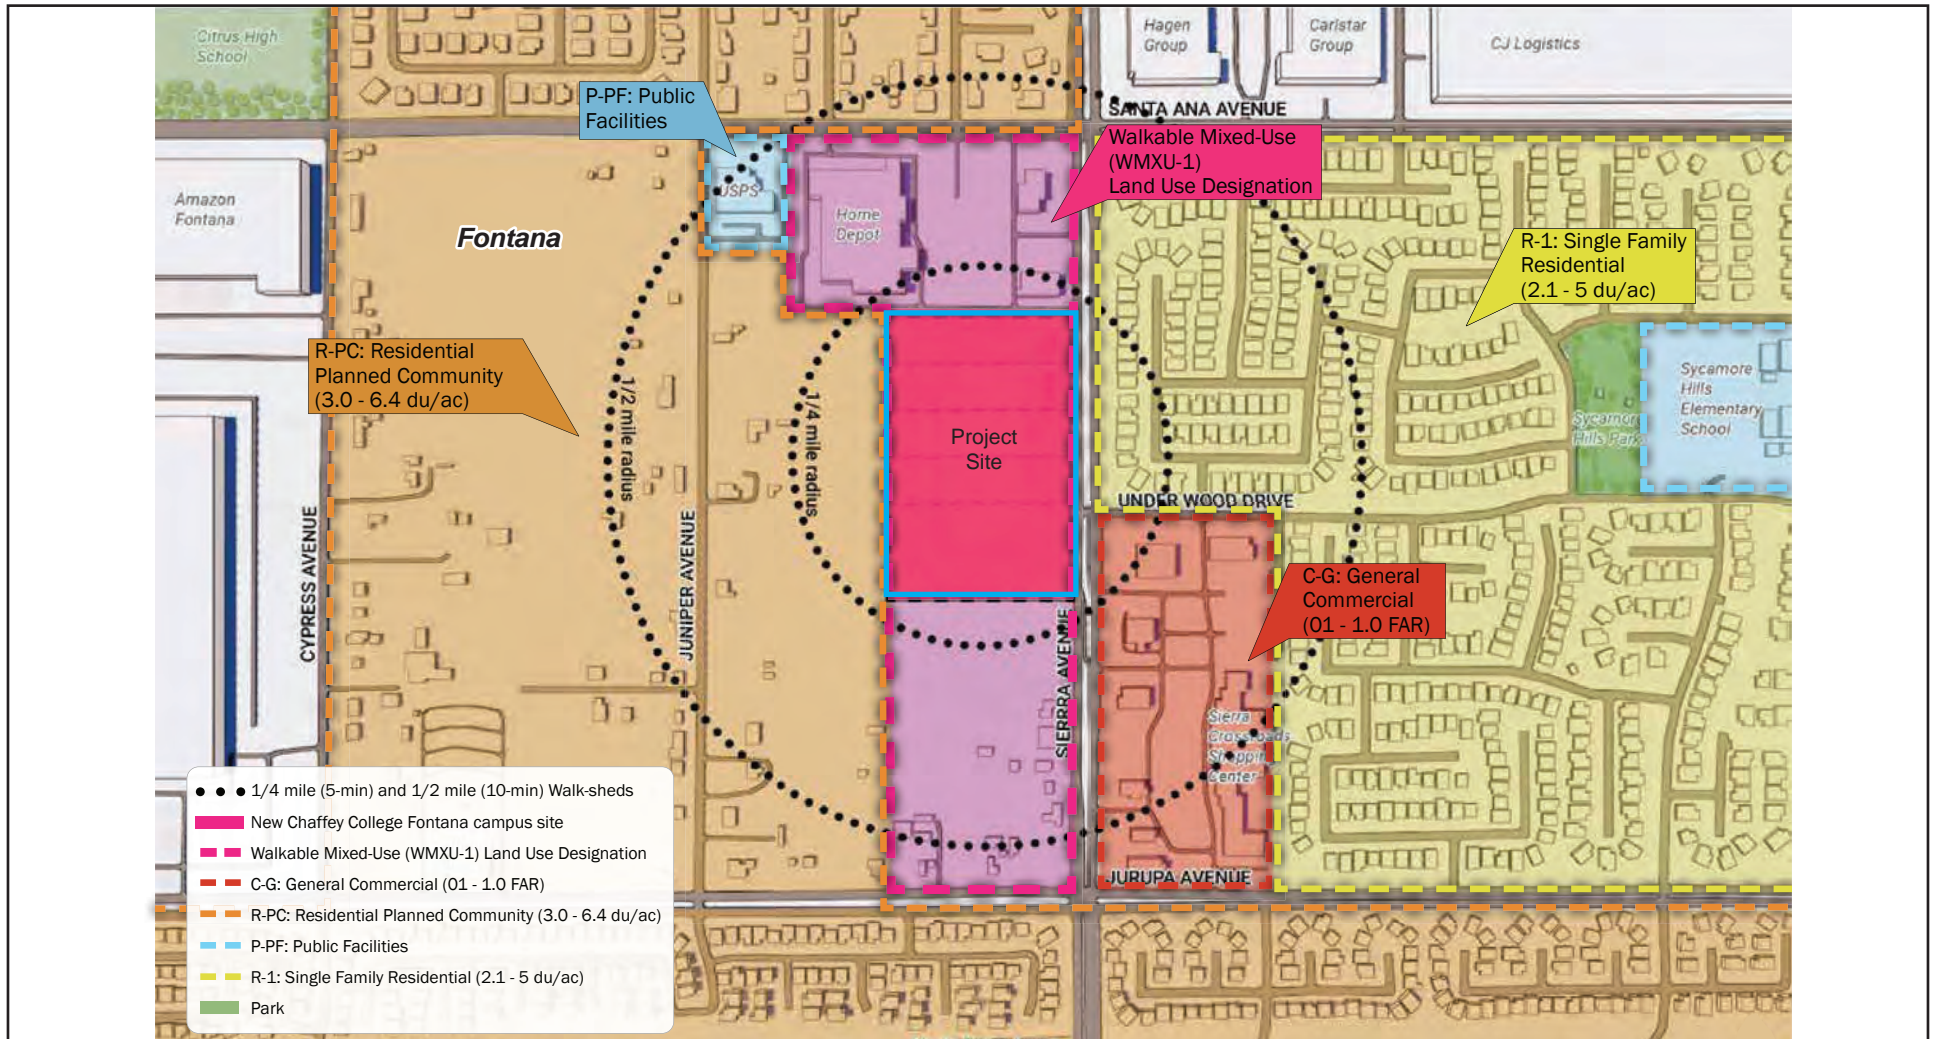 Citrus High
School
Hagen
Group
Caristar
Group
CJ Logistics
P-PF: Public
Facilities
SANTA ANA AVENUE
Walkable Mixed-Use
(WMXU-1)
Land Use Designation
Amazon
Fontana
Fontana
USPS
Home
Depot
R-1: Single Family
Residential
(2.1 - 5 du/ac)
R-PC: Residential
Planned Community
(3.0 - 6.4 du/ac)
1/2 mile radius
1/4 mile radius
Project
Site
Sycamore
Hills Park
Sycamore
Hills
Elementary
School
UNDER WOOD DRIVE
CYPRESS AVENUE
JUNIPER AVENUE
SIERRRA AVENUE
C-G: General
Commercial
(01 - 1.0 FAR)
Sierra
Crossroads
Shopping
Center
JURUPA AVENUE
1/4 mile (5-min) and 1/2 mile (10-min) Walk-sheds
New Chaffey College Fontana campus site
Walkable Mixed-Use (WMXU-1) Land Use Designation
C-G: General Commercial (01 - 1.0 FAR)
R-PC: Residential Planned Community (3.0 - 6.4 du/ac)
P-PF: Public Facilities
R-1: Single Family Residential (2.1 - 5 du/ac)
Park